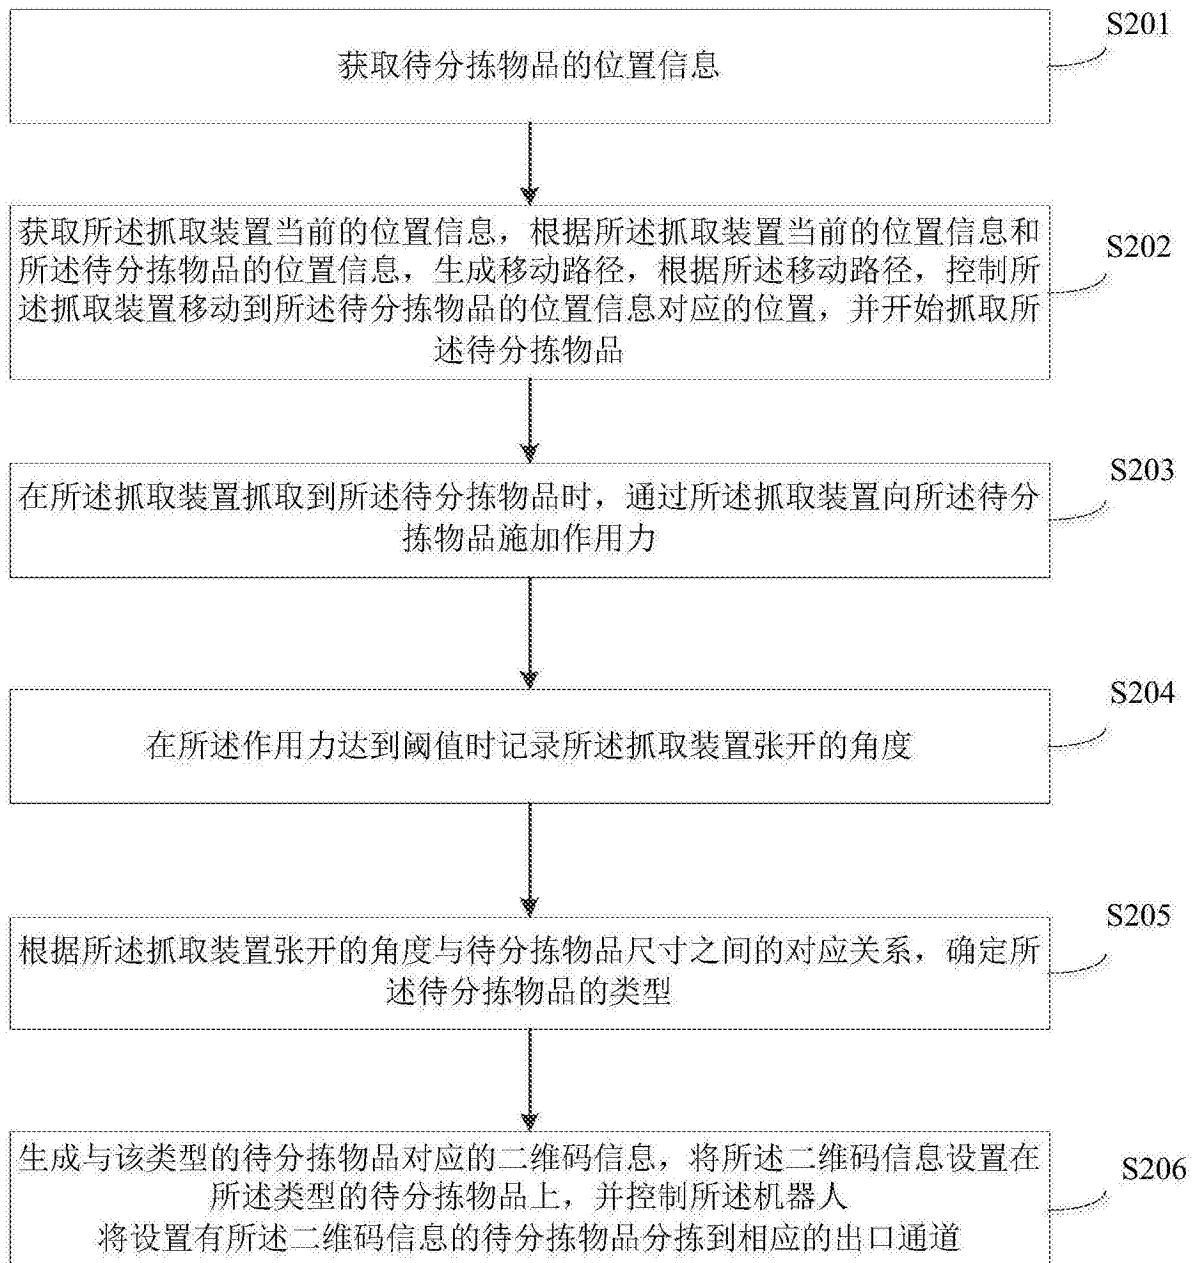 S201
获取待分拣物品的位置信息
S202
获取所述抓取装置当前的位置信息，根据所述抓取装置当前的位置信息和
所述待分拣物品的位置信息，生成移动路径，根据所述移动路径，控制所
述抓取装置移动到所述待分拣物品的位置信息对应的位置，并开始抓取所
述待分拣物品
S203
在所述抓取装置抓取到所述待分拣物品时，通过所述抓取装置向所述待分
拣物品施加作用力
S204
在所述作用力达到阈值时记录所述抓取装置张开的角度
S205
根据所述抓取装置张开的角度与待分拣物品尺寸之间的对应关系，确定所
述待分拣物品的类型
S206
生成与该类型的待分拣物品对应的二维码信息，将所述二维码信息设置在
所述类型的待分拣物品上，并控制所述机器人
将设置有所述二维码信息的待分拣物品分拣到相应的出口通道